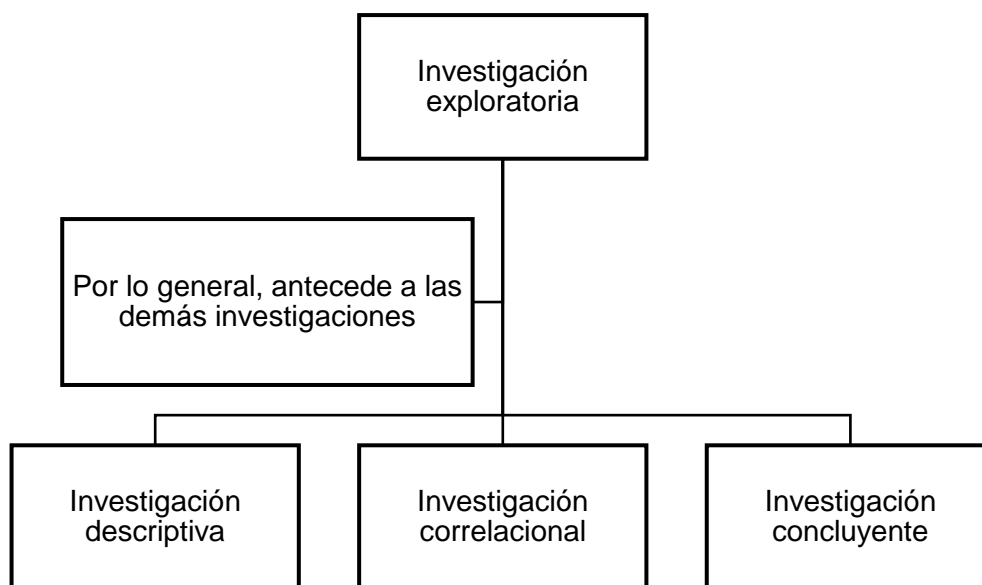 Investigación
exploratoria
Por lo general, antecede a las
demás investigaciones
Investigación
descriptiva
Investigación
correlacional
Investigación
concluyente